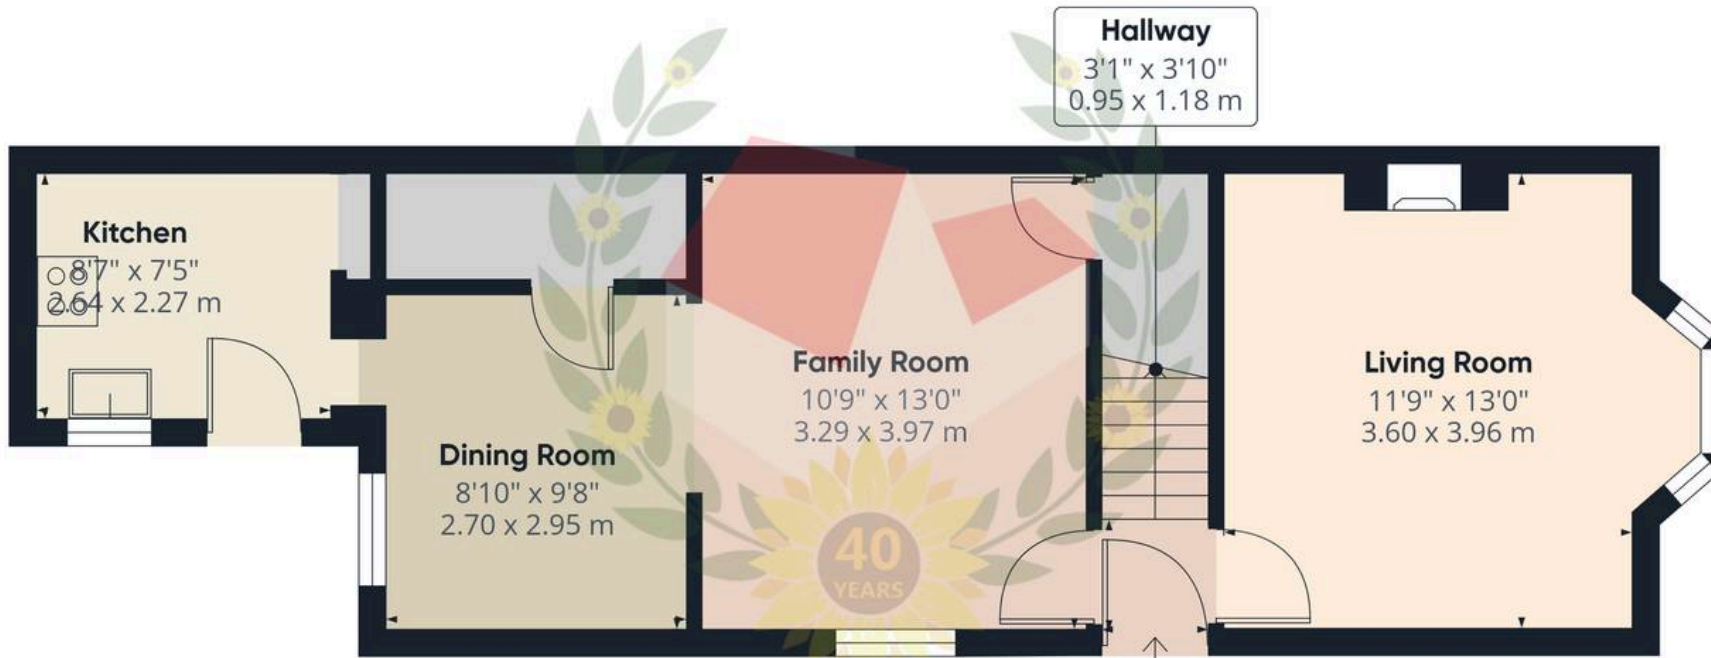 Hallway
3'1" x 3'10"
0.95 x 1.18 m
Kitchen
8'7" x 7'5"
2.64 x 2.27 m
Dining Room
8'10" x 9'8"
2.70 x 2.95 m
Family Room
10'9" x 13'0"
3.29 x 3.97 m
Living Room
11'9" x 13'0"
3.60 x 3.96 m
40
YEARS